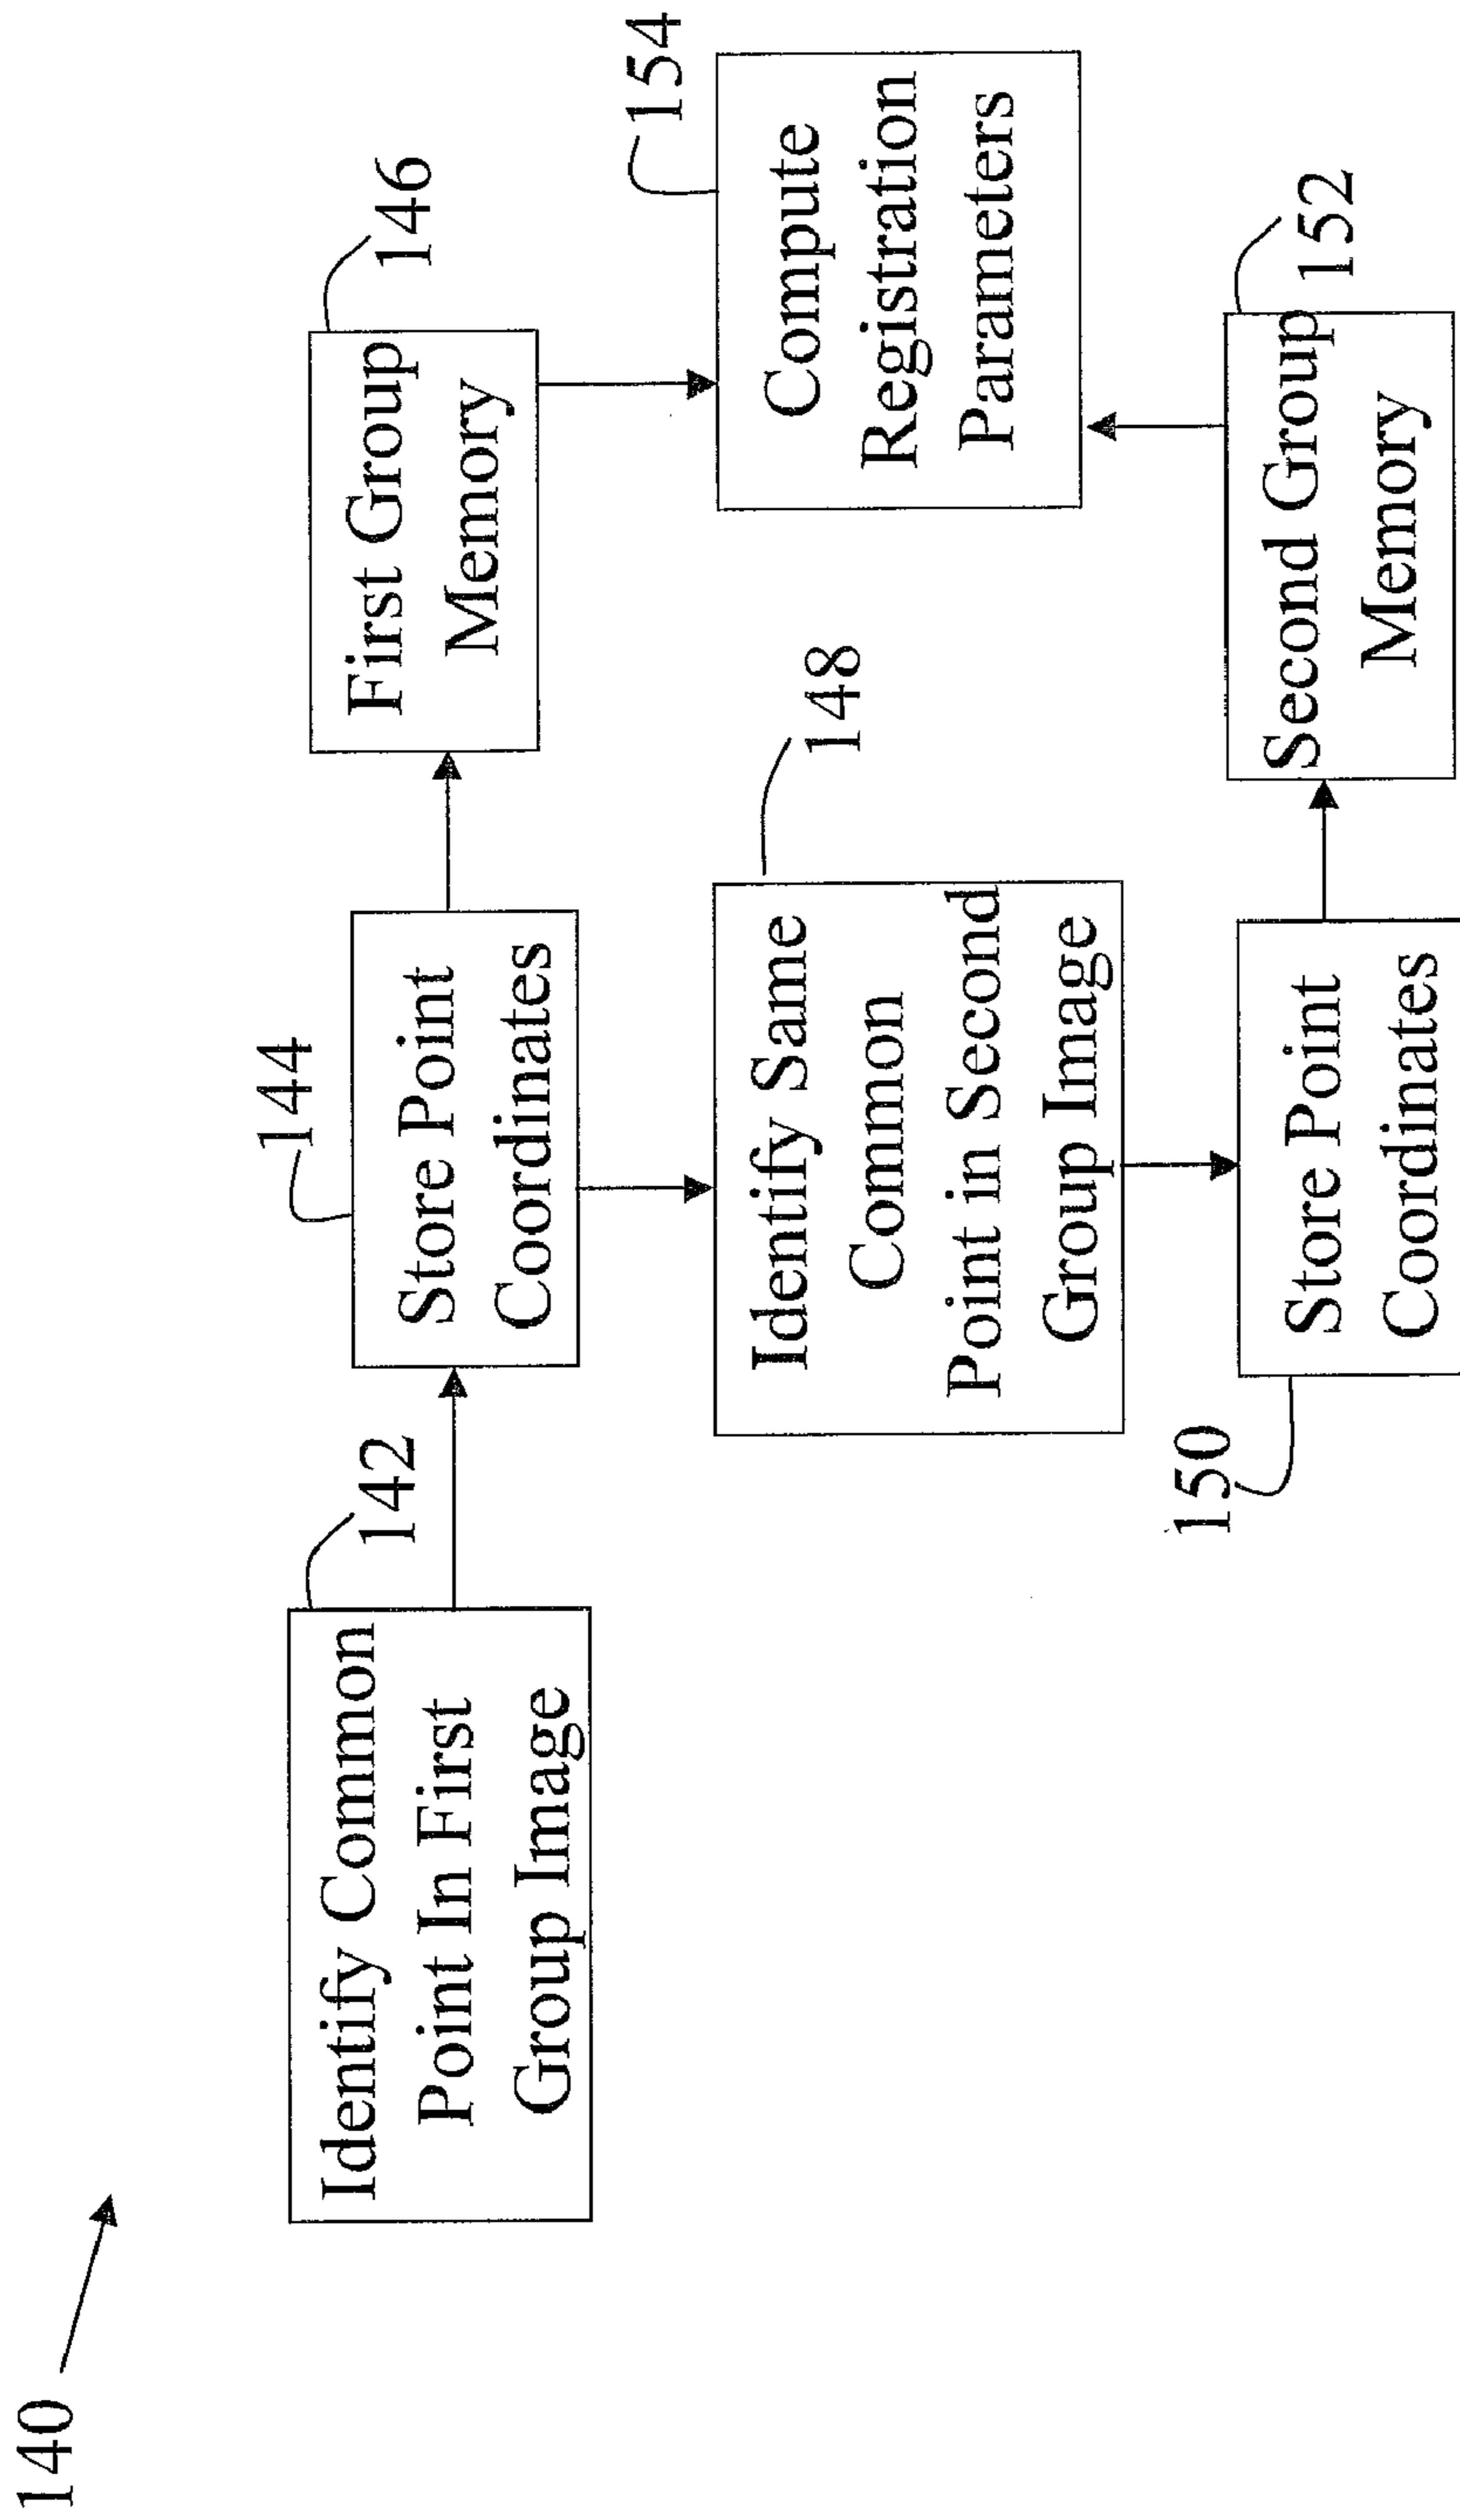 140
Identify Common
Point In First
Group Image
142
Store Point
Coordinates
144
First Group
Memory
146
Identify Same
Common
Point in Second
Group Image
148
Store Point
Coordinates
150
Second Group
Memory
152
Compute
Registration
Parameters
154